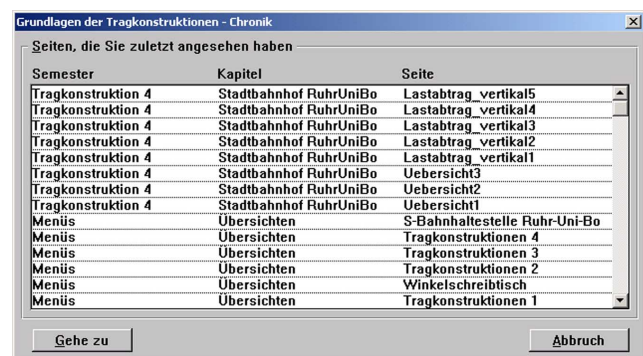 Grundlagen der Tragkonstruktionen - Chronik
Seiten, die Sie zuletzt angesehen haben
Semester Kapitel Seite
Tragkonstruktion 4 Stadtbahnhof RuhrUniBo Lastabtrag_vertikal5
Tragkonstruktion 4 Stadtbahnhof RuhrUniBo Lastabtrag_vertikal4
Tragkonstruktion 4 Stadtbahnhof RuhrUniBo Lastabtrag_vertikal3
Tragkonstruktion 4 Stadtbahnhof RuhrUniBo Lastabtrag_vertikal2
Tragkonstruktion 4 Stadtbahnhof RuhrUniBo Lastabtrag_vertikal1
Tragkonstruktion 4 Stadtbahnhof RuhrUniBo Uebersicht3
Tragkonstruktion 4 Stadtbahnhof RuhrUniBo Uebersicht2
Tragkonstruktion 4 Stadtbahnhof RuhrUniBo Uebersicht1
Menüs Übersichten S-Bahnhaltestelle Ruhr-Uni-Bo
Menüs Übersichten Tragkonstruktionen 4
Menüs Übersichten Tragkonstruktionen 3
Menüs Übersichten Tragkonstruktionen 2
Menüs Übersichten Winkelschreibtisch
Menüs Übersichten Tragkonstruktionen 1
Gehe zu Abbruch